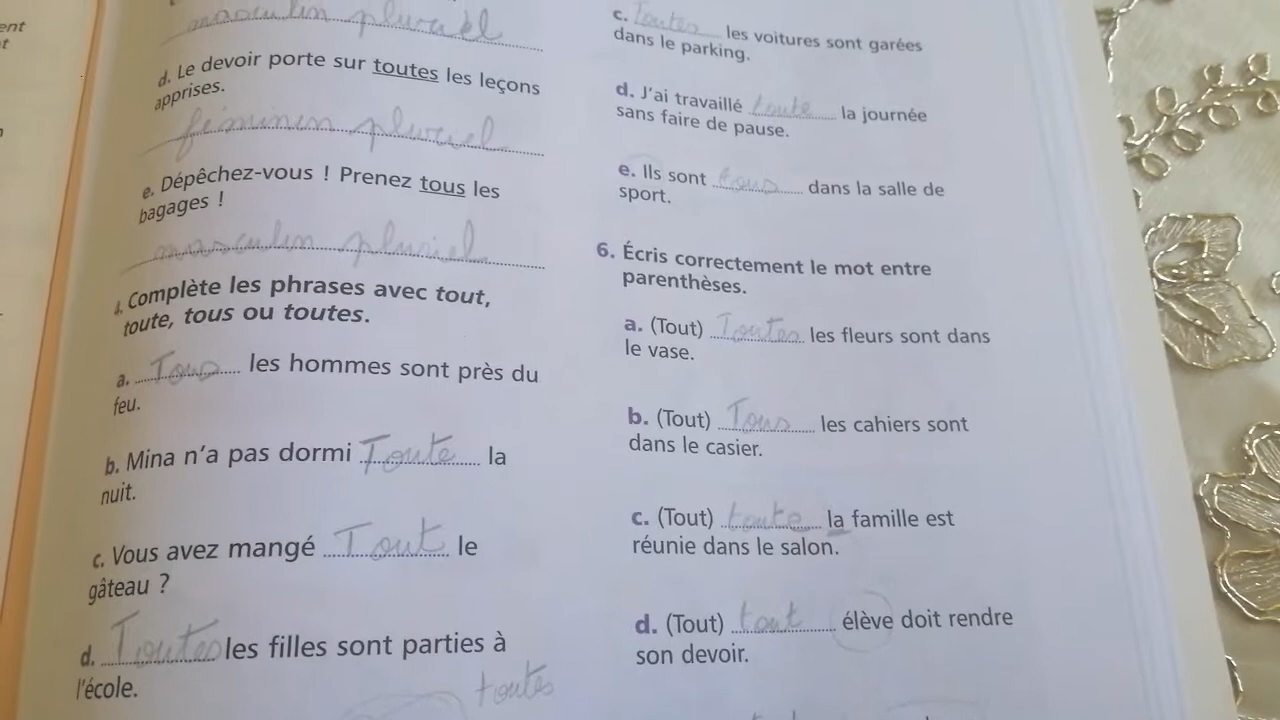 ent
t
masculin pluriel
d. Le devoir porte sur toutes les leçons
apprises.
féminin pluriel
e. Dépêchez-vous ! Prenez tous les
bagages !
masculin pluriel
4. Complète les phrases avec tout,
toute, tous ou toutes.
a. Tous les hommes sont près du
feu.
b. Mina n'a pas dormi Toute la
nuit.
c. Vous avez mangé Tout le
gâteau ?
d. Toutes les filles sont parties à
l'école.
toutes
c. Toutes les voitures sont garées
dans le parking.
d. J'ai travaillé toute la journée
sans faire de pause.
e. Ils sont tous dans la salle de
sport.
6. Écris correctement le mot entre
parenthèses.
a. (Tout) Toutes les fleurs sont dans
le vase.
b. (Tout) Tous les cahiers sont
dans le casier.
c. (Tout) toute la famille est
réunie dans le salon.
d. (Tout) tout élève doit rendre
son devoir.